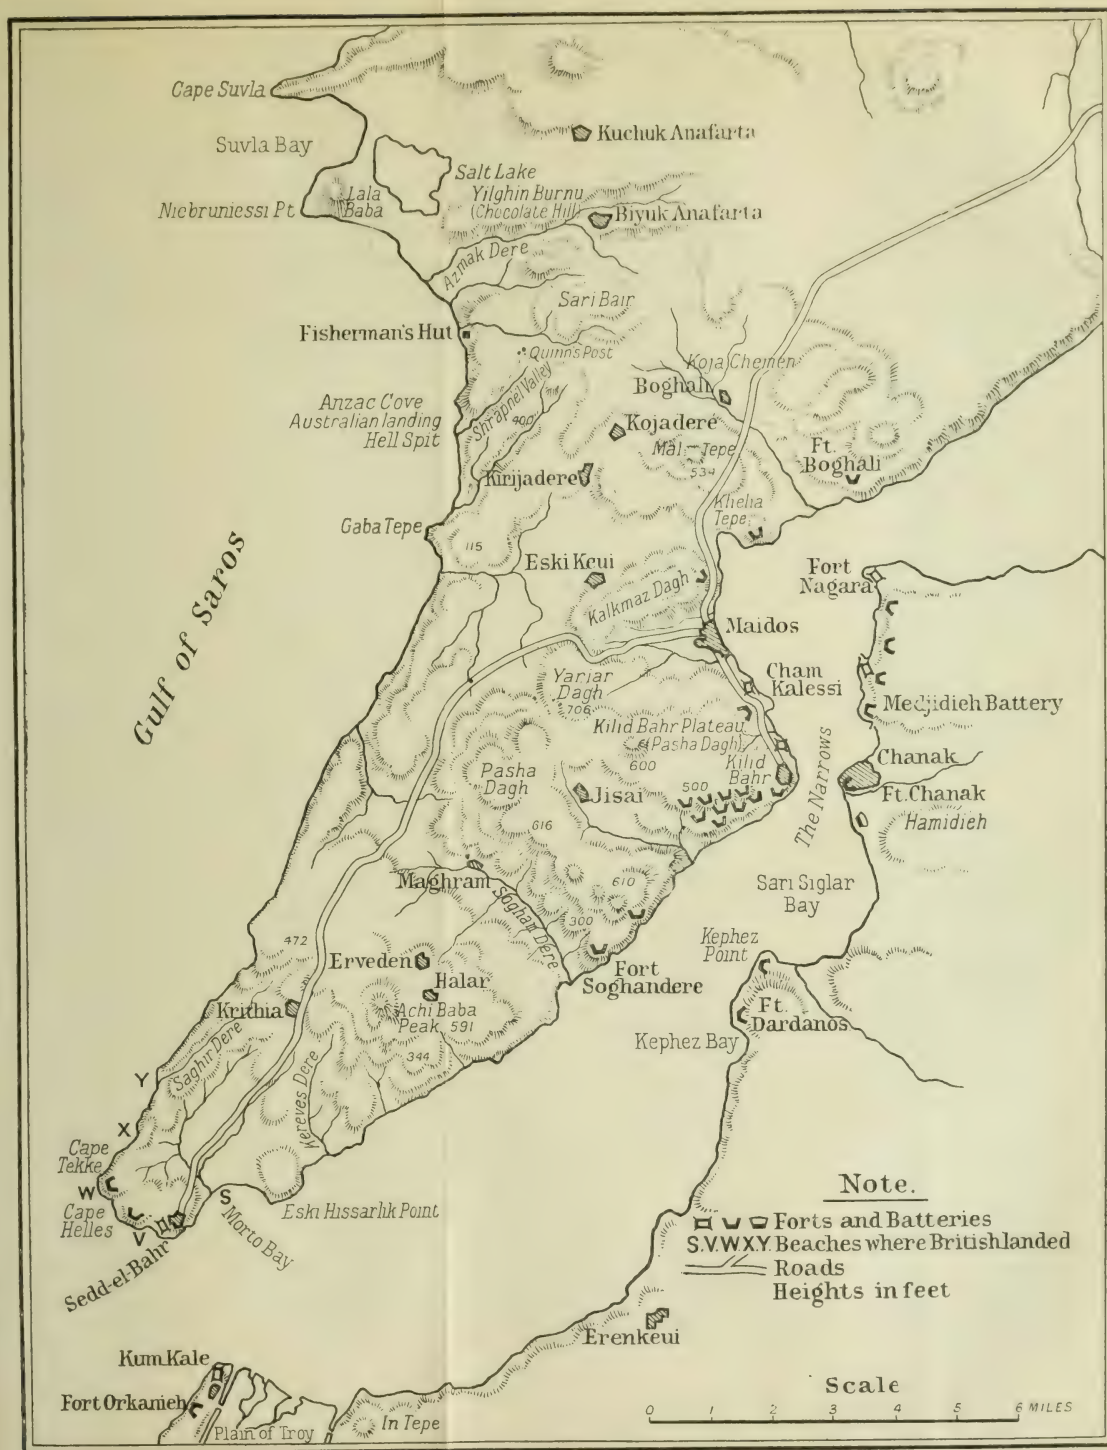 Cape Suvla
Suvla Bay
Kuchuk Anafarta
Salt Lake
Lala
Baba
Niebruniessi Pt.
Yilghin Burnu
(Chocolate Hill)
Biyuk Anafarta
Azmak Dere
Sari Bair
Fisherman's Hut
Quinn's Post
Koja Chemen
Boghali
Anzac Cove
Australian landing
Hell Spit
Shrapnel Valley
400
Kojadere
Mal-Tepe
534
Ft.
Boghali
Kirijadere
Khelia
Tepe
Gaba Tepe
115
Eski Keui
Kalkmaz Dagh
Fort
Nagara
Gulf of Saros
Maidos
Cham
Kalessi
Yariar
Dagh
706
Medjidieh Battery
Kilid Bahr Plateau
(Pasha Dagh)
600
Kilid
Bahr
The Narrows
Chanak
Ft. Chanak
Hamidieh
Pasha
Dagh
Jisai
500
616
Maghram
Sogham Dere
610
300
Sari Siglar
Bay
472
Erveden
Halar
Fort
Soghandere
Kephez
Point
Krithia
Achi Baba
Peak, 591
Ft.
Dardanos
Kephez Bay
344
Saghir Dere
Kereves Dere
Y
X
Cape
Tekke
W
Cape
Helles
V
S
Morto Bay
Eski Hissarlik Point
Sedd-el-Bahr
Note.
Forts and Batteries
S.V.W.X.Y. Beaches where British landed
Roads
Heights in feet
Erenkeui
Kum Kale
Fort Orkanieh
Plain of Troy
In Tepe
Scale
0 1 2 3 4 5 6 MILES